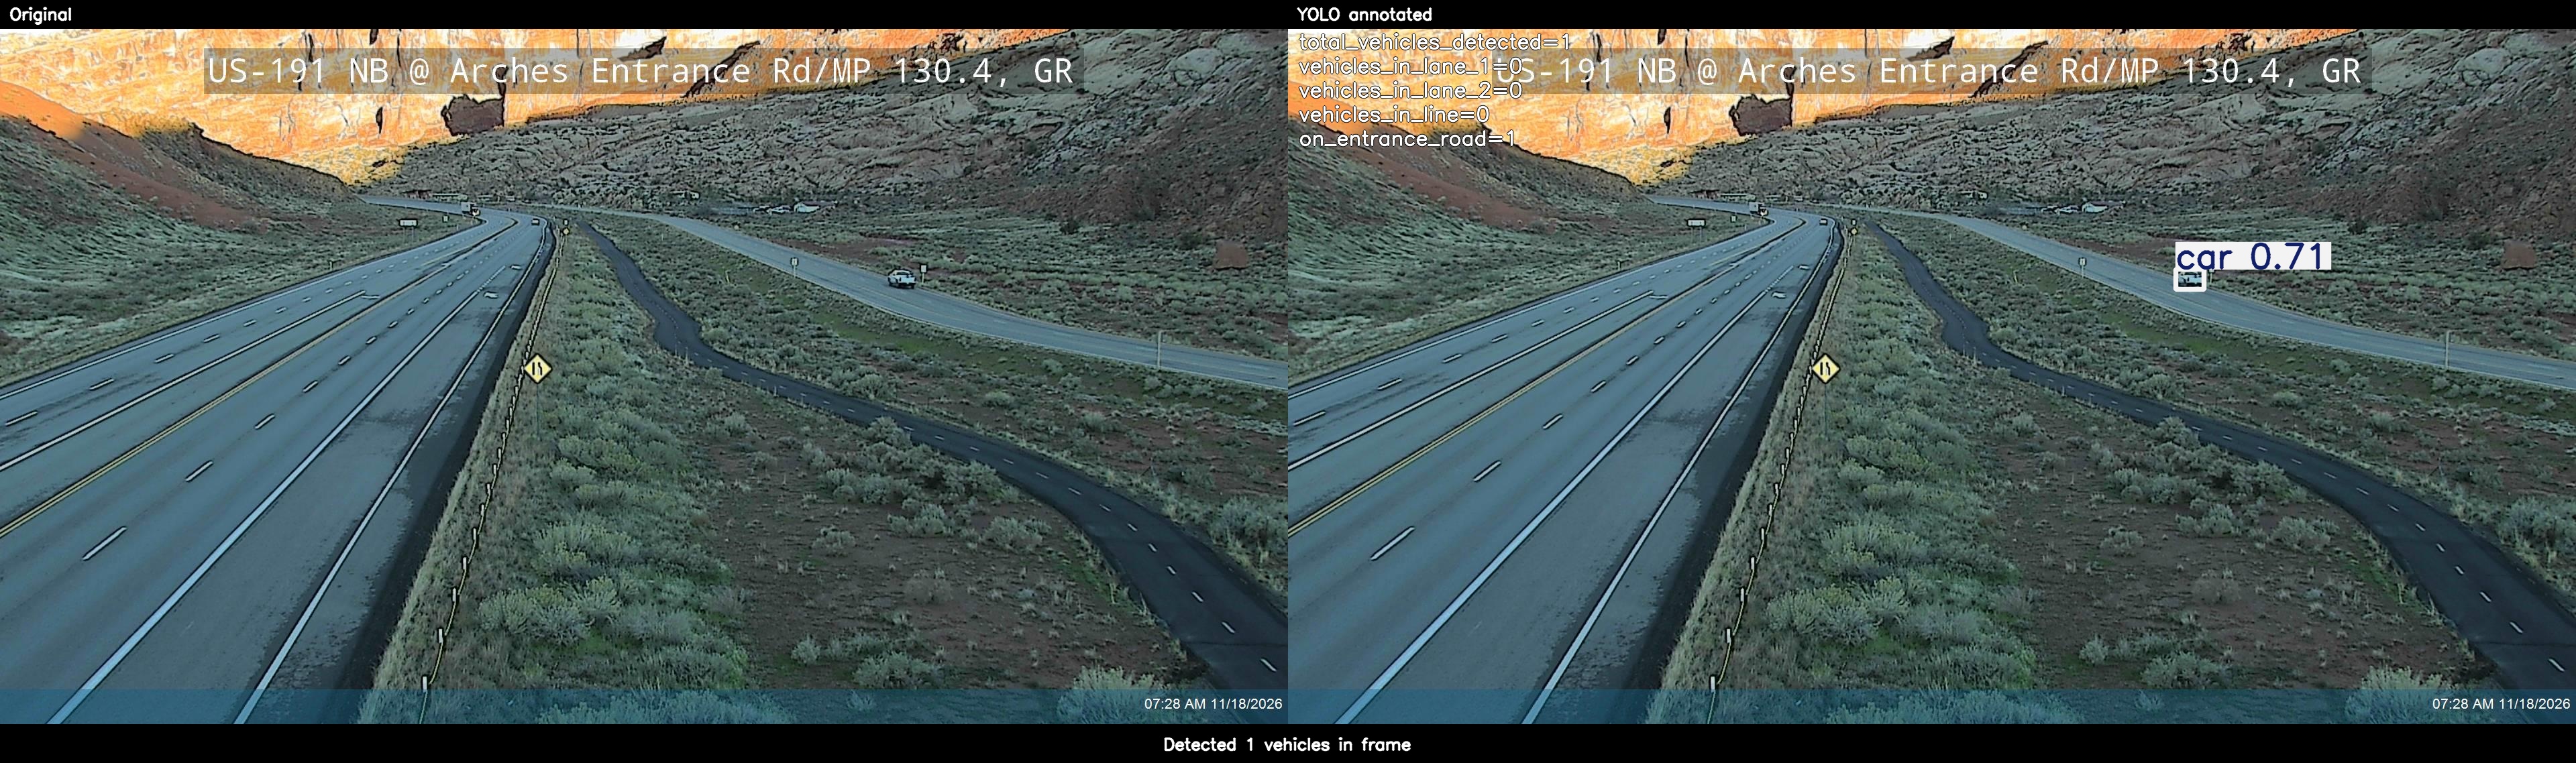 Original
US-191 NB @ Arches Entrance Rd/MP 130.4, GR
07:28 AM 11/18/2026
YOLO annotated
total_vehicles_detected=1
US-191 NB @ Arches Entrance Rd/MP 130.4, GR
vehicles_in_lane_1=0
vehicles_in_lane_2=0
vehicles_in_line=0
on_entrance_road=1
car 0.71
07:28 AM 11/18/2026
Detected 1 vehicles in frame